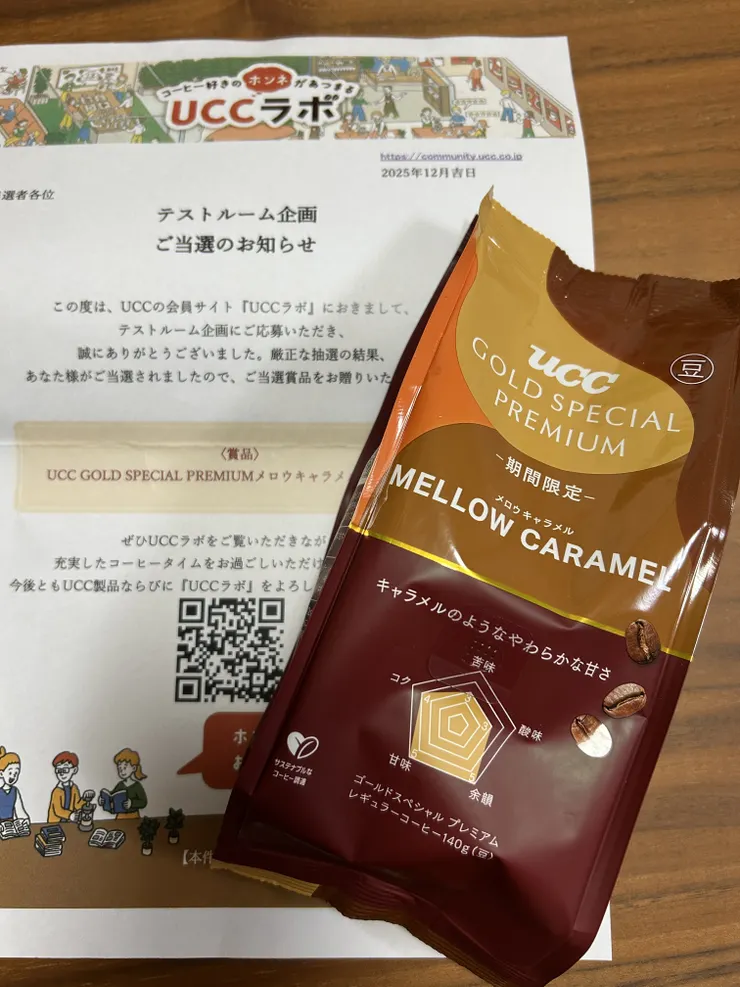 コーヒー好きのホンネがあつまる
UCCラボ
https://community.ucc.co.jp
2025年12月吉日
選者各位
テストルーム企画
ご当選のお知らせ
この度は、UCCの会員サイト『UCCラボ』におきまして、
テストルーム企画にご応募いただき、
誠にありがとうございました。厳正な抽選の結果、
あなた様がご当選されましたので、ご当選賞品をお贈りいた
〈賞品〉
UCC GOLD SPECIAL PREMIUMメロウキャラメ
ぜひUCCラボをご覧いただきなが
充実したコーヒータイムをお過ごしいただけ
今後ともUCC製品ならびに『UCCラボ』をよろし
ホ
お
【本件
UCC
GOLD SPECIAL
PREMIUM
豆
−期間限定−
メロウキャラメル
MELLOW CARAMEL
キャラメルのようなやわらかな甘さ
苦味
コク
酸味
甘味
余韻
4
3
3
5
5
サステナブルな
コーヒー調達
ゴールドスペシャル プレミアム
レギュラーコーヒー140g(豆)